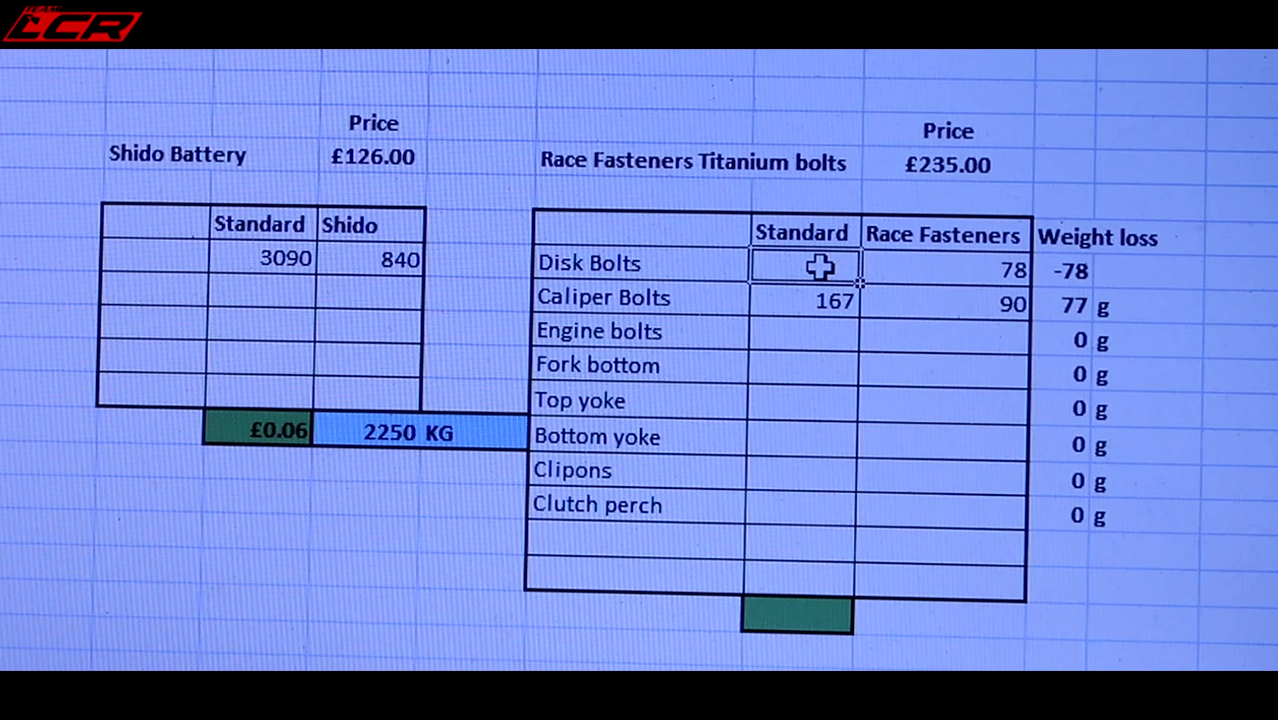 TEAM
LCR
Price
Shido Battery £126.00
Standard Shido
3090 840
£0.06 2250 KG
Price
Race Fasteners Titanium bolts £235.00
Standard Race Fasteners Weight loss
Disk Bolts 78 -78
Caliper Bolts 167 90 77 g
Engine bolts 0 g
Fork bottom 0 g
Top yoke 0 g
Bottom yoke 0 g
Clipons 0 g
Clutch perch 0 g